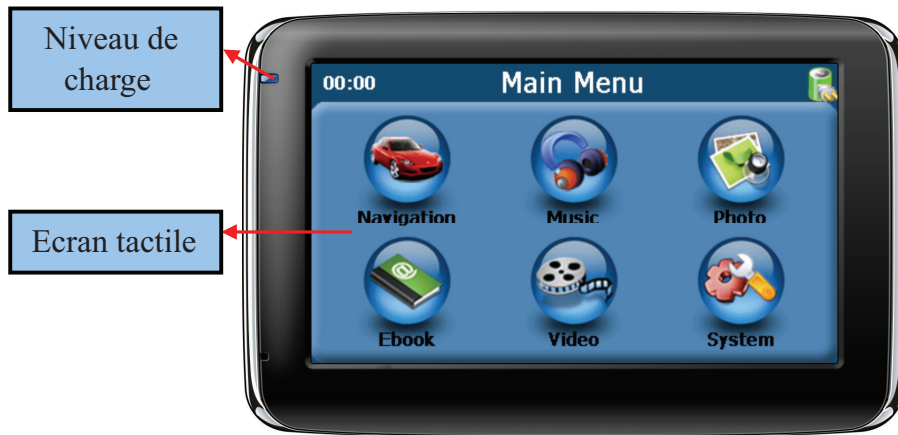 Niveau de
charge
00:00 Main Menu
Navigation Music Photo
Ecran tactile
Ebook Video System